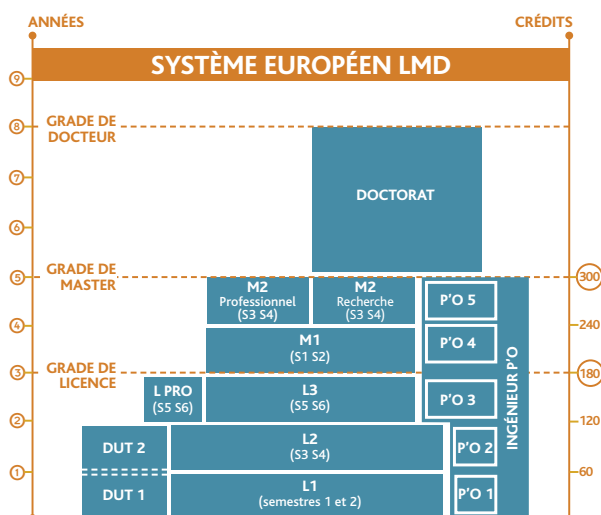 ANNÉES
CRÉDITS
SYSTÈME EUROPÉEN LMD
9
GRADE DE
DOCTEUR
8
7
DOCTORAT
6
GRADE DE
MASTER
5
300
M2
Professionnel
(S3 S4)
M2
Recherche
(S3 S4)
P'O 5
4
240
M1
(S1 S2)
P'O 4
GRADE DE
LICENCE
3
180
L PRO
(S5 S6)
L3
(S5 S6)
P'O 3
INGÉNIEUR P'O
2
120
DUT 2
L2
(S3 S4)
P'O 2
1
60
DUT 1
L1
(semestres 1 et 2)
P'O 1